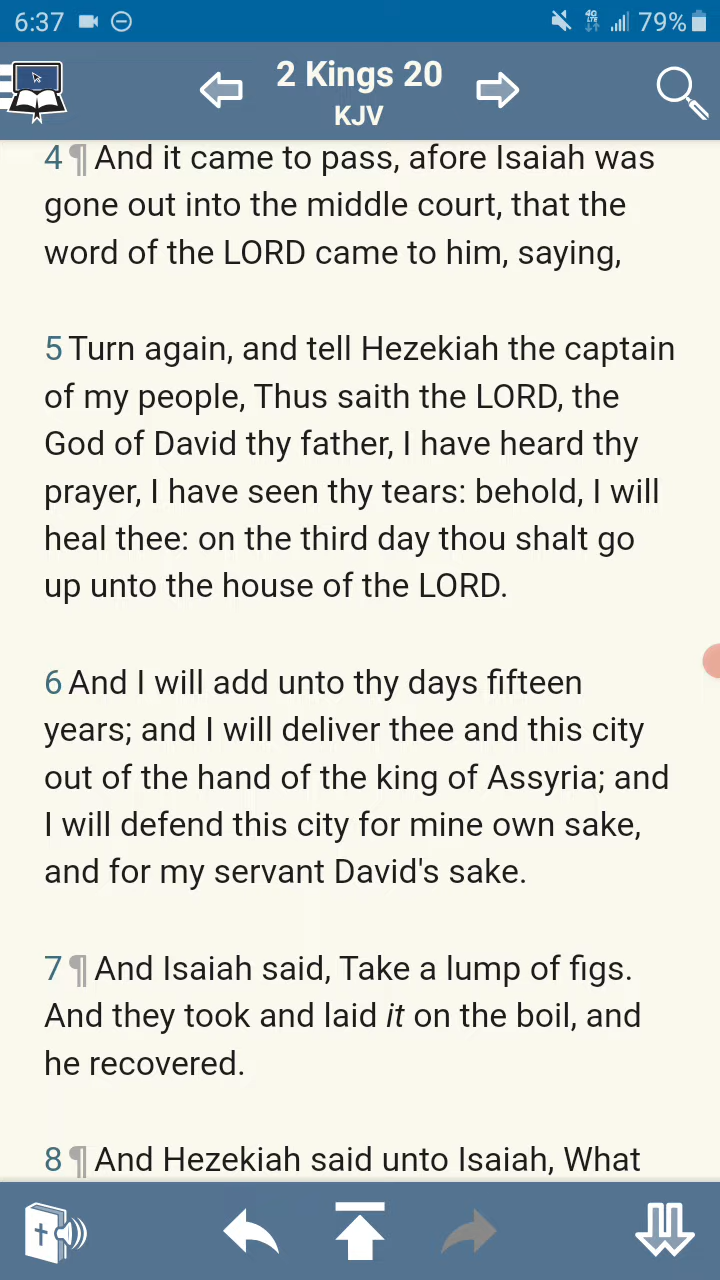 6:37
4G LTE 79%
2 Kings 20
KJV
4 ¶ And it came to pass, afore Isaiah was
gone out into the middle court, that the
word of the LORD came to him, saying,
5 Turn again, and tell Hezekiah the captain
of my people, Thus saith the LORD, the
God of David thy father, I have heard thy
prayer, I have seen thy tears: behold, I will
heal thee: on the third day thou shalt go
up unto the house of the LORD.
6 And I will add unto thy days fifteen
years; and I will deliver thee and this city
out of the hand of the king of Assyria; and
I will defend this city for mine own sake,
and for my servant David's sake.
7 ¶ And Isaiah said, Take a lump of figs.
And they took and laid it on the boil, and
he recovered.
8 ¶ And Hezekiah said unto Isaiah, What